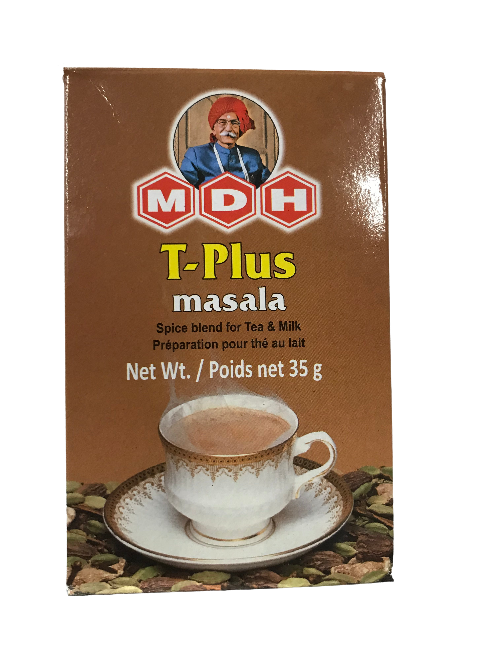 MDH
T-Plus
masala
Spice blend for Tea & Milk
Préparation pour thé au lait
Net Wt. / Poids net 35 g